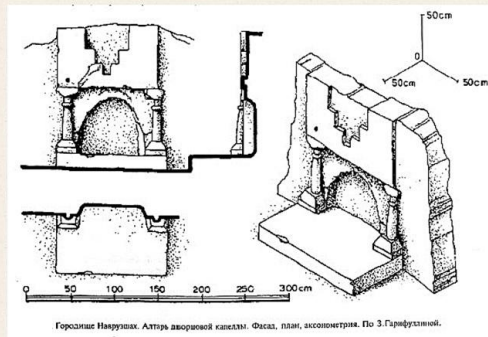 50cm
0
50cm
50cm
0 50 100 150 200 250 300cm
Городище Наврузшах. Алтарь дворцовой капеллы. Фасад, план, аксонометрия. По З.Гарифуллиной.